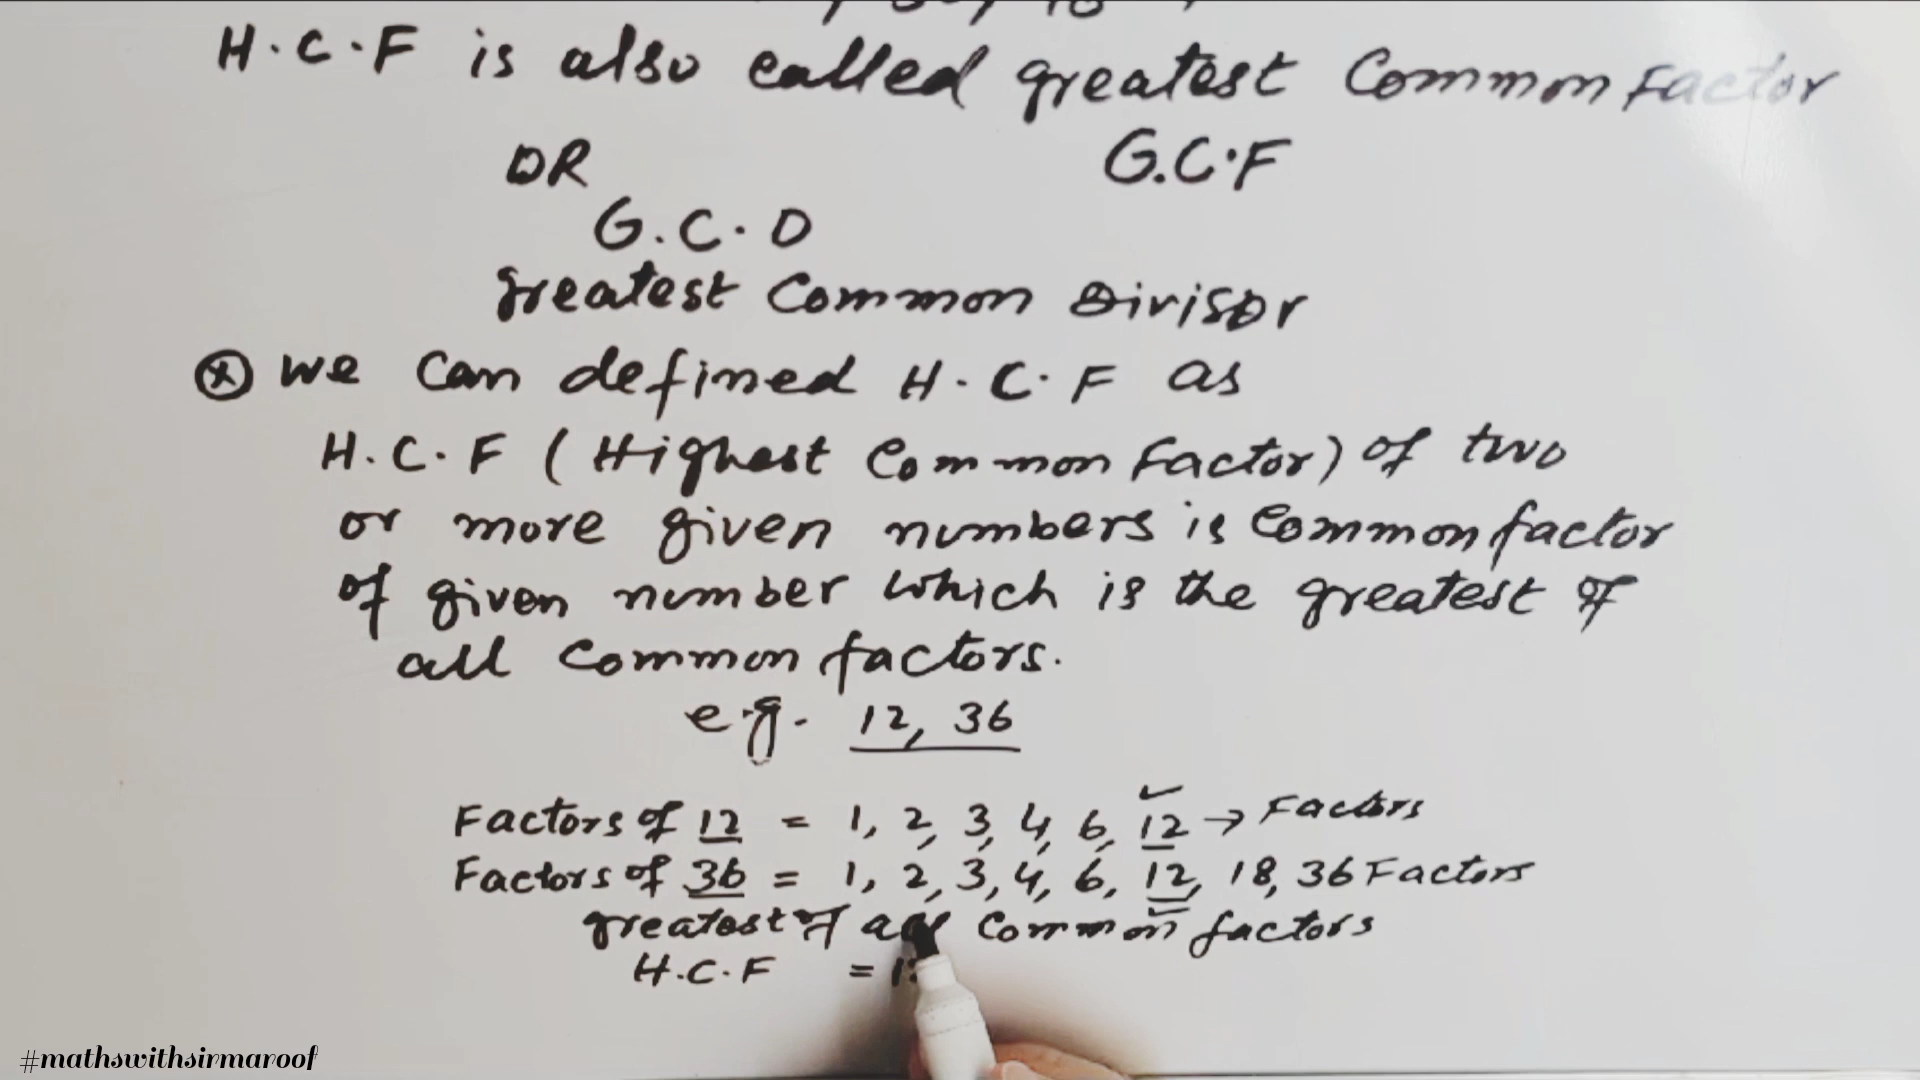 H.C.F is also called greatest Common Factor
OR G.C.F
G.C.D
greatest Common Divisor
we can defined H.C.F as
H.C.F (Highest Common Factor) of two
or more given numbers is Common factor
of given number which is the greatest of
all Common factors.
e.g. 12, 36
Factors of 12 = 1, 2, 3, 4, 6, 12 → Factors
Factors of 36 = 1, 2, 3, 4, 6, 12, 18, 36 Factors
greatest of all Common factors
H.C.F =
#mathswithsirmaroof